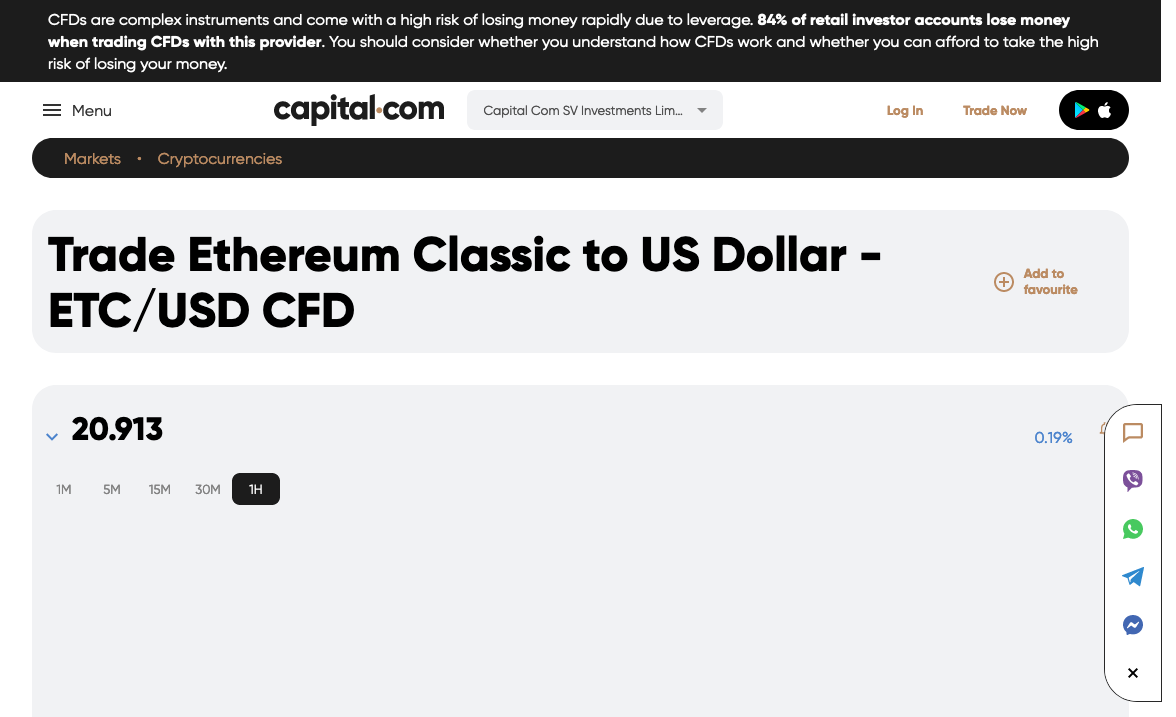 CFDs are complex instruments and come with a high risk of losing money rapidly due to leverage. 84% of retail investor accounts lose money
when trading CFDs with this provider. You should consider whether you understand how CFDs work and whether you can afford to take the high
risk of losing your money.
Menu
capital.com
Capital Com SV Investments Lim...
Log In
Trade Now
Markets • Cryptocurrencies
Trade Ethereum Classic to US Dollar -
ETC/USD CFD
Add to
favourite
20.913
0.19%
1M 5M 15M 30M 1H